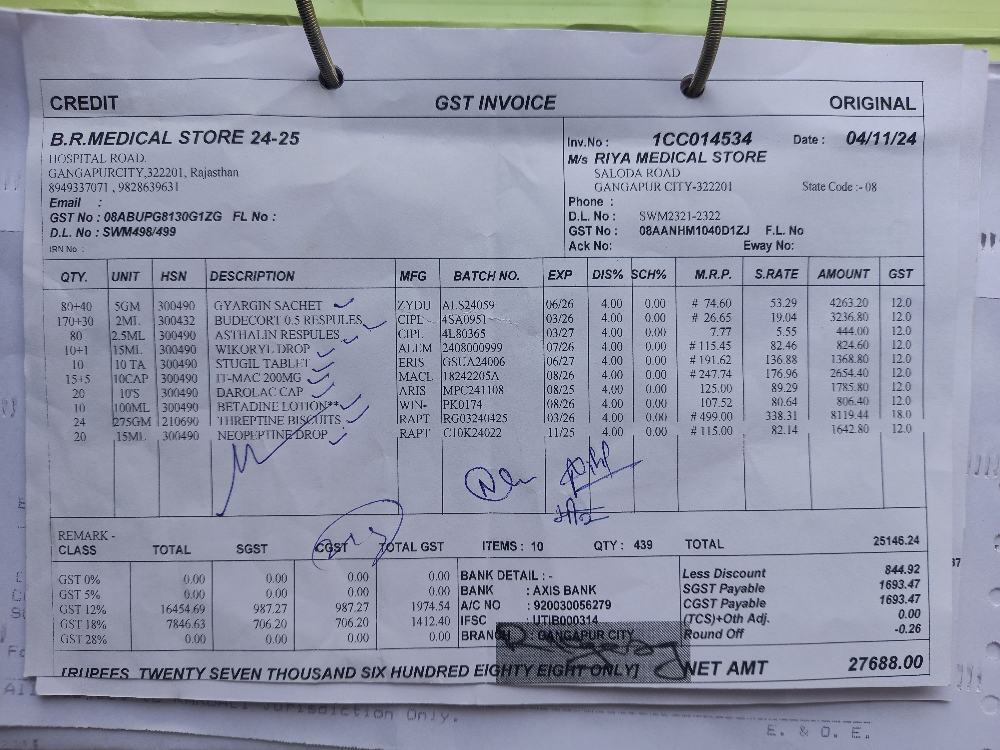 CREDIT GST INVOICE ORIGINAL
B.R.MEDICAL STORE 24-25
HOSPITAL ROAD.
GANGAPURCITY,322201, Rajasthan
8949337071 , 9828639631
Email :
GST No : 08ABUPG8130G1ZG FL No :
D.L. No : SWM498/499
IRN No :
Inv.No : 1CC014534 Date : 04/11/24
M/s RIYA MEDICAL STORE
SALODA ROAD
GANGAPUR CITY-322201 State Code :- 08
Phone :
D.L. No : SWM2321-2322
GST No : 08AANHM1040D1ZJ F.L. No
Ack No: Eway No:
QTY. UNIT HSN DESCRIPTION MFG BATCH NO. EXP DIS% SCH% M.R.P. S.RATE AMOUNT GST
80+40 5GM 300490 GYARGIN SACHET ZYDU ALS24059 06/26 4.00 0.00 # 74.60 53.29 4263.20 12.0
170+30 2ML 300432 BUDECORT 0.5 RESPULES CIPL 4SA0951 03/26 4.00 0.00 # 26.65 19.04 3236.80 12.0
80 2.5ML 300490 ASTHALIN RESPULES CIPL 4L80365 03/27 4.00 0.00 7.77 5.55 444.00 12.0
10+1 15ML 300490 WIKORYL DROP ALEM 2408000999 07/26 4.00 0.00 # 115.45 82.46 824.60 12.0
10 10 TA 300490 STUGIL TABLET ERIS GSUCA24006 06/27 4.00 0.00 # 191.62 136.88 1368.80 12.0
15+5 10CAP 300490 IT-MAC 200MG MACL 18242205A 08/26 4.00 0.00 # 247.74 176.96 2654.40 12.0
20 10'S 300490 DAROLAC CAP ARIS MPC241108 08/25 4.00 0.00 125.00 89.29 1785.80 12.0
10 100ML 300490 BETADINE LOTION** WIN- PK0174 08/26 4.00 0.00 107.52 80.64 806.40 12.0
24 275GM 210690 THREPTINE BISCUITS RAPT RG03240425 03/26 4.00 0.00 # 499.00 338.31 8119.44 18.0
20 15ML 300490 NEOPEPTINE DROP RAPT C10K24022 11/25 4.00 0.00 # 115.00 82.14 1642.80 12.0
REMARK -
CLASS TOTAL SGST CGST TOTAL GST ITEMS : 10 QTY : 439 TOTAL 25146.24
GST 0% 0.00 0.00 0.00 0.00
GST 5% 0.00 0.00 0.00 0.00
GST 12% 16454.69 987.27 987.27 1974.54
GST 18% 7846.63 706.20 706.20 1412.40
GST 28% 0.00 0.00 0.00 0.00
BANK DETAIL : -
BANK : AXIS BANK
A/C NO : 920030056279
IFSC : UTIB000314
BRANCH : GANGAPUR CITY
Less Discount 844.92
SGST Payable 1693.47
CGST Payable 1693.47
(TCS)+Oth Adj. 0.00
Round Off -0.26
[RUPEES TWENTY SEVEN THOUSAND SIX HUNDRED EIGHTY EIGHT ONLY] NET AMT 27688.00
Jurisdiction Only.
E. & O. E.